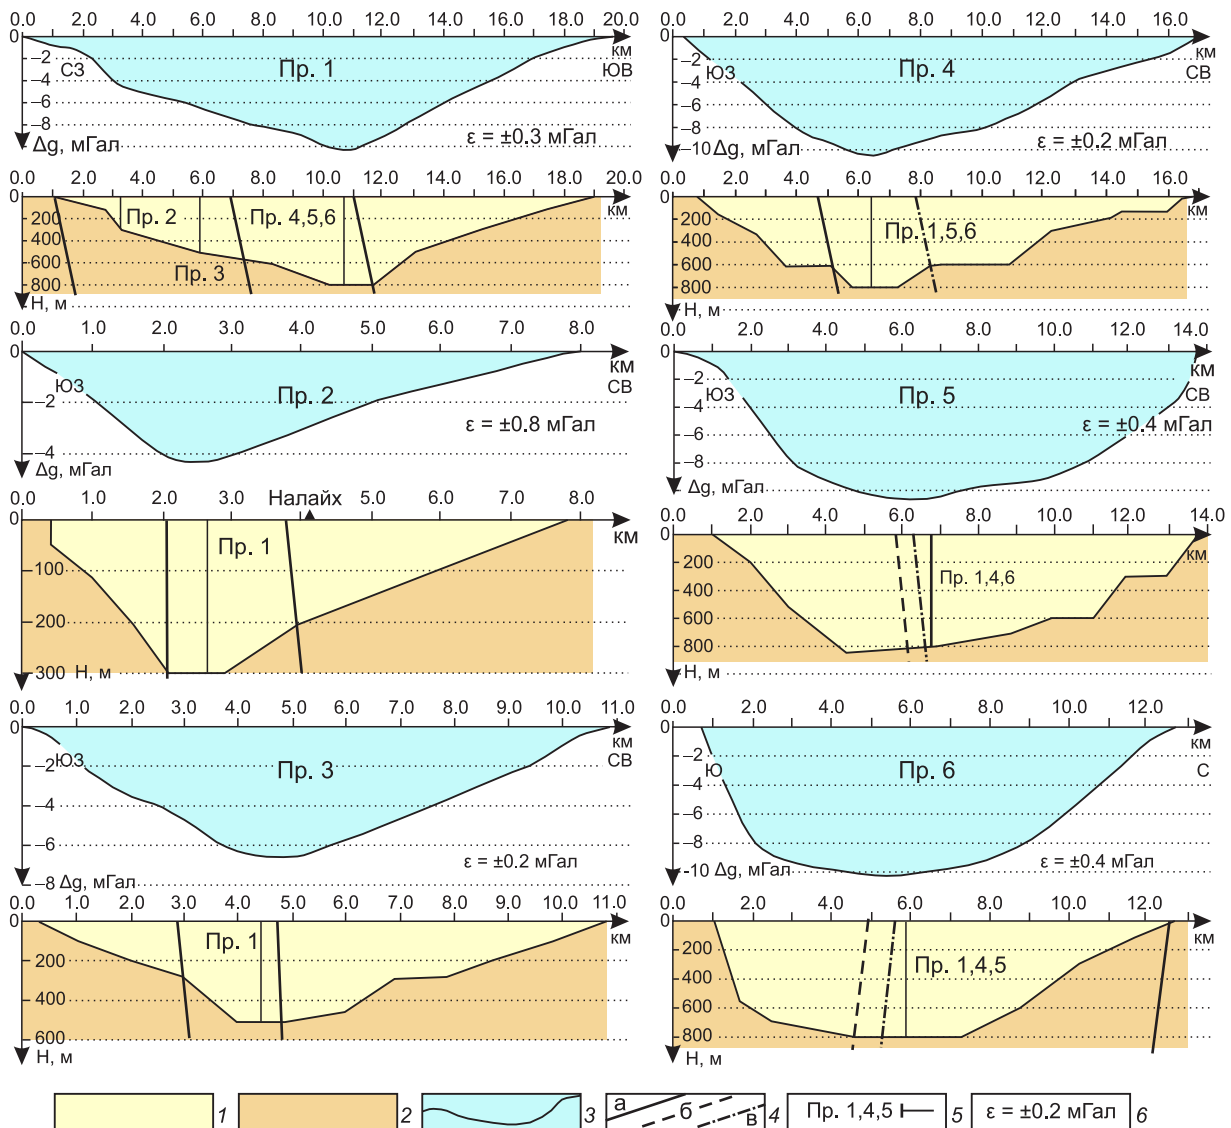 0.0 2.0 4.0 6.0 8.0 10.0 12.0 14.0 16.0 18.0 20.0
0
км
–2
СЗ
Пр. 1
ЮВ
–4
–6
–8
Δg, мГал
ε = ±0.3 мГал
0.0 2.0 4.0 6.0 8.0 10.0 12.0 14.0 16.0 18.0 20.0
0
км
200
Пр. 2
Пр. 4,5,6
400
600
Пр. 3
800
Н, м
0.0 1.0 2.0 3.0 4.0 5.0 6.0 7.0 8.0
0
км
ЮЗ
СВ
–2
Пр. 2
ε = ±0.8 мГал
–4
Δg, мГал
0.0 1.0 2.0 3.0 Налайх 5.0 6.0 7.0 8.0
0
км
Пр. 1
100
200
300
Н, м
0.0 1.0 2.0 3.0 4.0 5.0 6.0 7.0 8.0 9.0 10.0 11.0
0
км
ЮЗ
СВ
–2
Пр. 3
–4
–6
ε = ±0.2 мГал
–8 Δg, мГал
0.0 1.0 2.0 3.0 4.0 5.0 6.0 7.0 8.0 9.0 10.0 11.0
0
км
Пр. 1
200
400
600
Н, м
0.0 2.0 4.0 6.0 8.0 10.0 12.0 14.0 16.0
0
км
–2
ЮЗ
Пр. 4
СВ
–4
–6
–8
ε = ±0.2 мГал
–10 Δg, мГал
0.0 2.0 4.0 6.0 8.0 10.0 12.0 14.0 16.0
0
км
200
Пр. 1,5,6
400
600
800
Н, м
0.0 2.0 4.0 6.0 8.0 10.0 12.0 14.0
0
км
–2
ЮЗ
Пр. 5
СВ
–4
ε = ±0.4 мГал
–6
–8
Δg, мГал
0.0 2.0 4.0 6.0 8.0 10.0 12.0 14.0
0
км
200
Пр. 1,4,6
400
600
800
Н, м
2.0 4.0 6.0 8.0 10.0 12.0
0
км
–2
Ю
Пр. 6
С
–4
–6
–8
ε = ±0.4 мГал
-10 Δg, мГал
0.0 2.0 4.0 6.0 8.0 10.0 12.0
0
км
200
Пр. 1,4,5
400
600
800
Н, м
1
2
3
а б в 4
Пр. 1,4,5 5
ε = ±0.2 мГал 6